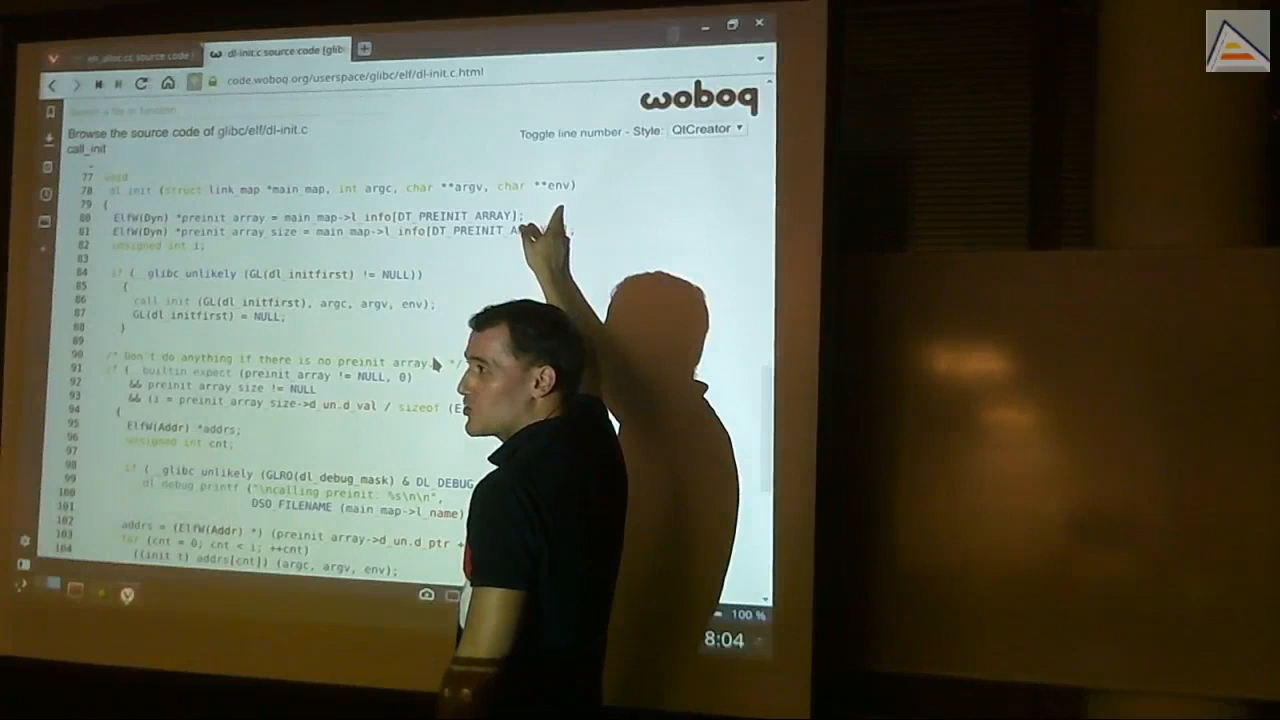 eh_alloc.cc source code
dl-init.c source code [glib
code.woboq.org/userspace/glibc/elf/dl-init.c.html
woboq
Browse the source code of glibc/elf/dl-init.c
Toggle line number - Style: QtCreator
call_init
77 void
78 _dl_init (struct link_map *main_map, int argc, char **argv, char **env)
79 {
80 ElfW(Dyn) *preinit_array = main_map->l_info[DT_PREINIT_ARRAY];
81 ElfW(Dyn) *preinit_array_size = main_map->l_info[DT_PREINIT_AR
82 unsigned int i;
83
84 if (__glibc_unlikely (GL(dl_initfirst) != NULL))
85 {
86 call_init (GL(dl_initfirst), argc, argv, env);
87 GL(dl_initfirst) = NULL;
88 }
89
90 /* Don't do anything if there is no preinit array. */
91 if (__builtin_expect (preinit_array != NULL, 0)
92 && preinit_array_size != NULL
93 && (i = preinit_array_size->d_un.d_val / sizeof (E
94 {
95 ElfW(Addr) *addrs;
96 unsigned int cnt;
97
98 if (__glibc_unlikely (GLRO(dl_debug_mask) & DL_DEBUG
99 _dl_debug_printf ("\ncalling preinit: %s\n\n",
100 DSO_FILENAME (main_map->l_name)
101
102 addrs = (ElfW(Addr) *) (preinit_array->d_un.d_ptr +
103 for (cnt = 0; cnt < i; ++cnt)
104 ((init_t) addrs[cnt]) (argc, argv, env);
100 %
8:04